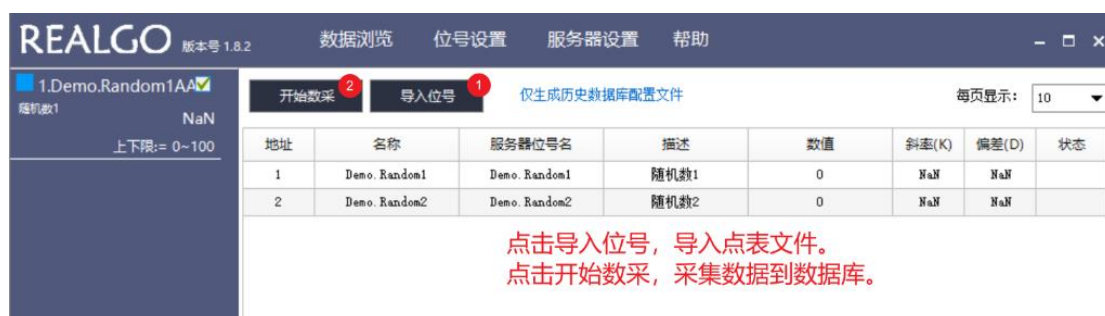 REALGO 版本号 1.8.2 数据浏览 位号设置 服务器设置 帮助
1.Demo.Random1AA
随机数1
NaN
上下限:= 0~100
开始数采 2 导入位号 1 仅生成历史数据库配置文件 每页显示: 10
地址 名称 服务器位号名 描述 数值 斜率(K) 偏差(D) 状态
1 Demo.Random1 Demo.Random1 随机数1 0 NaN NaN
2 Demo.Random2 Demo.Random2 随机数2 0 NaN NaN
点击导入位号，导入点表文件。
点击开始数采，采集数据到数据库。